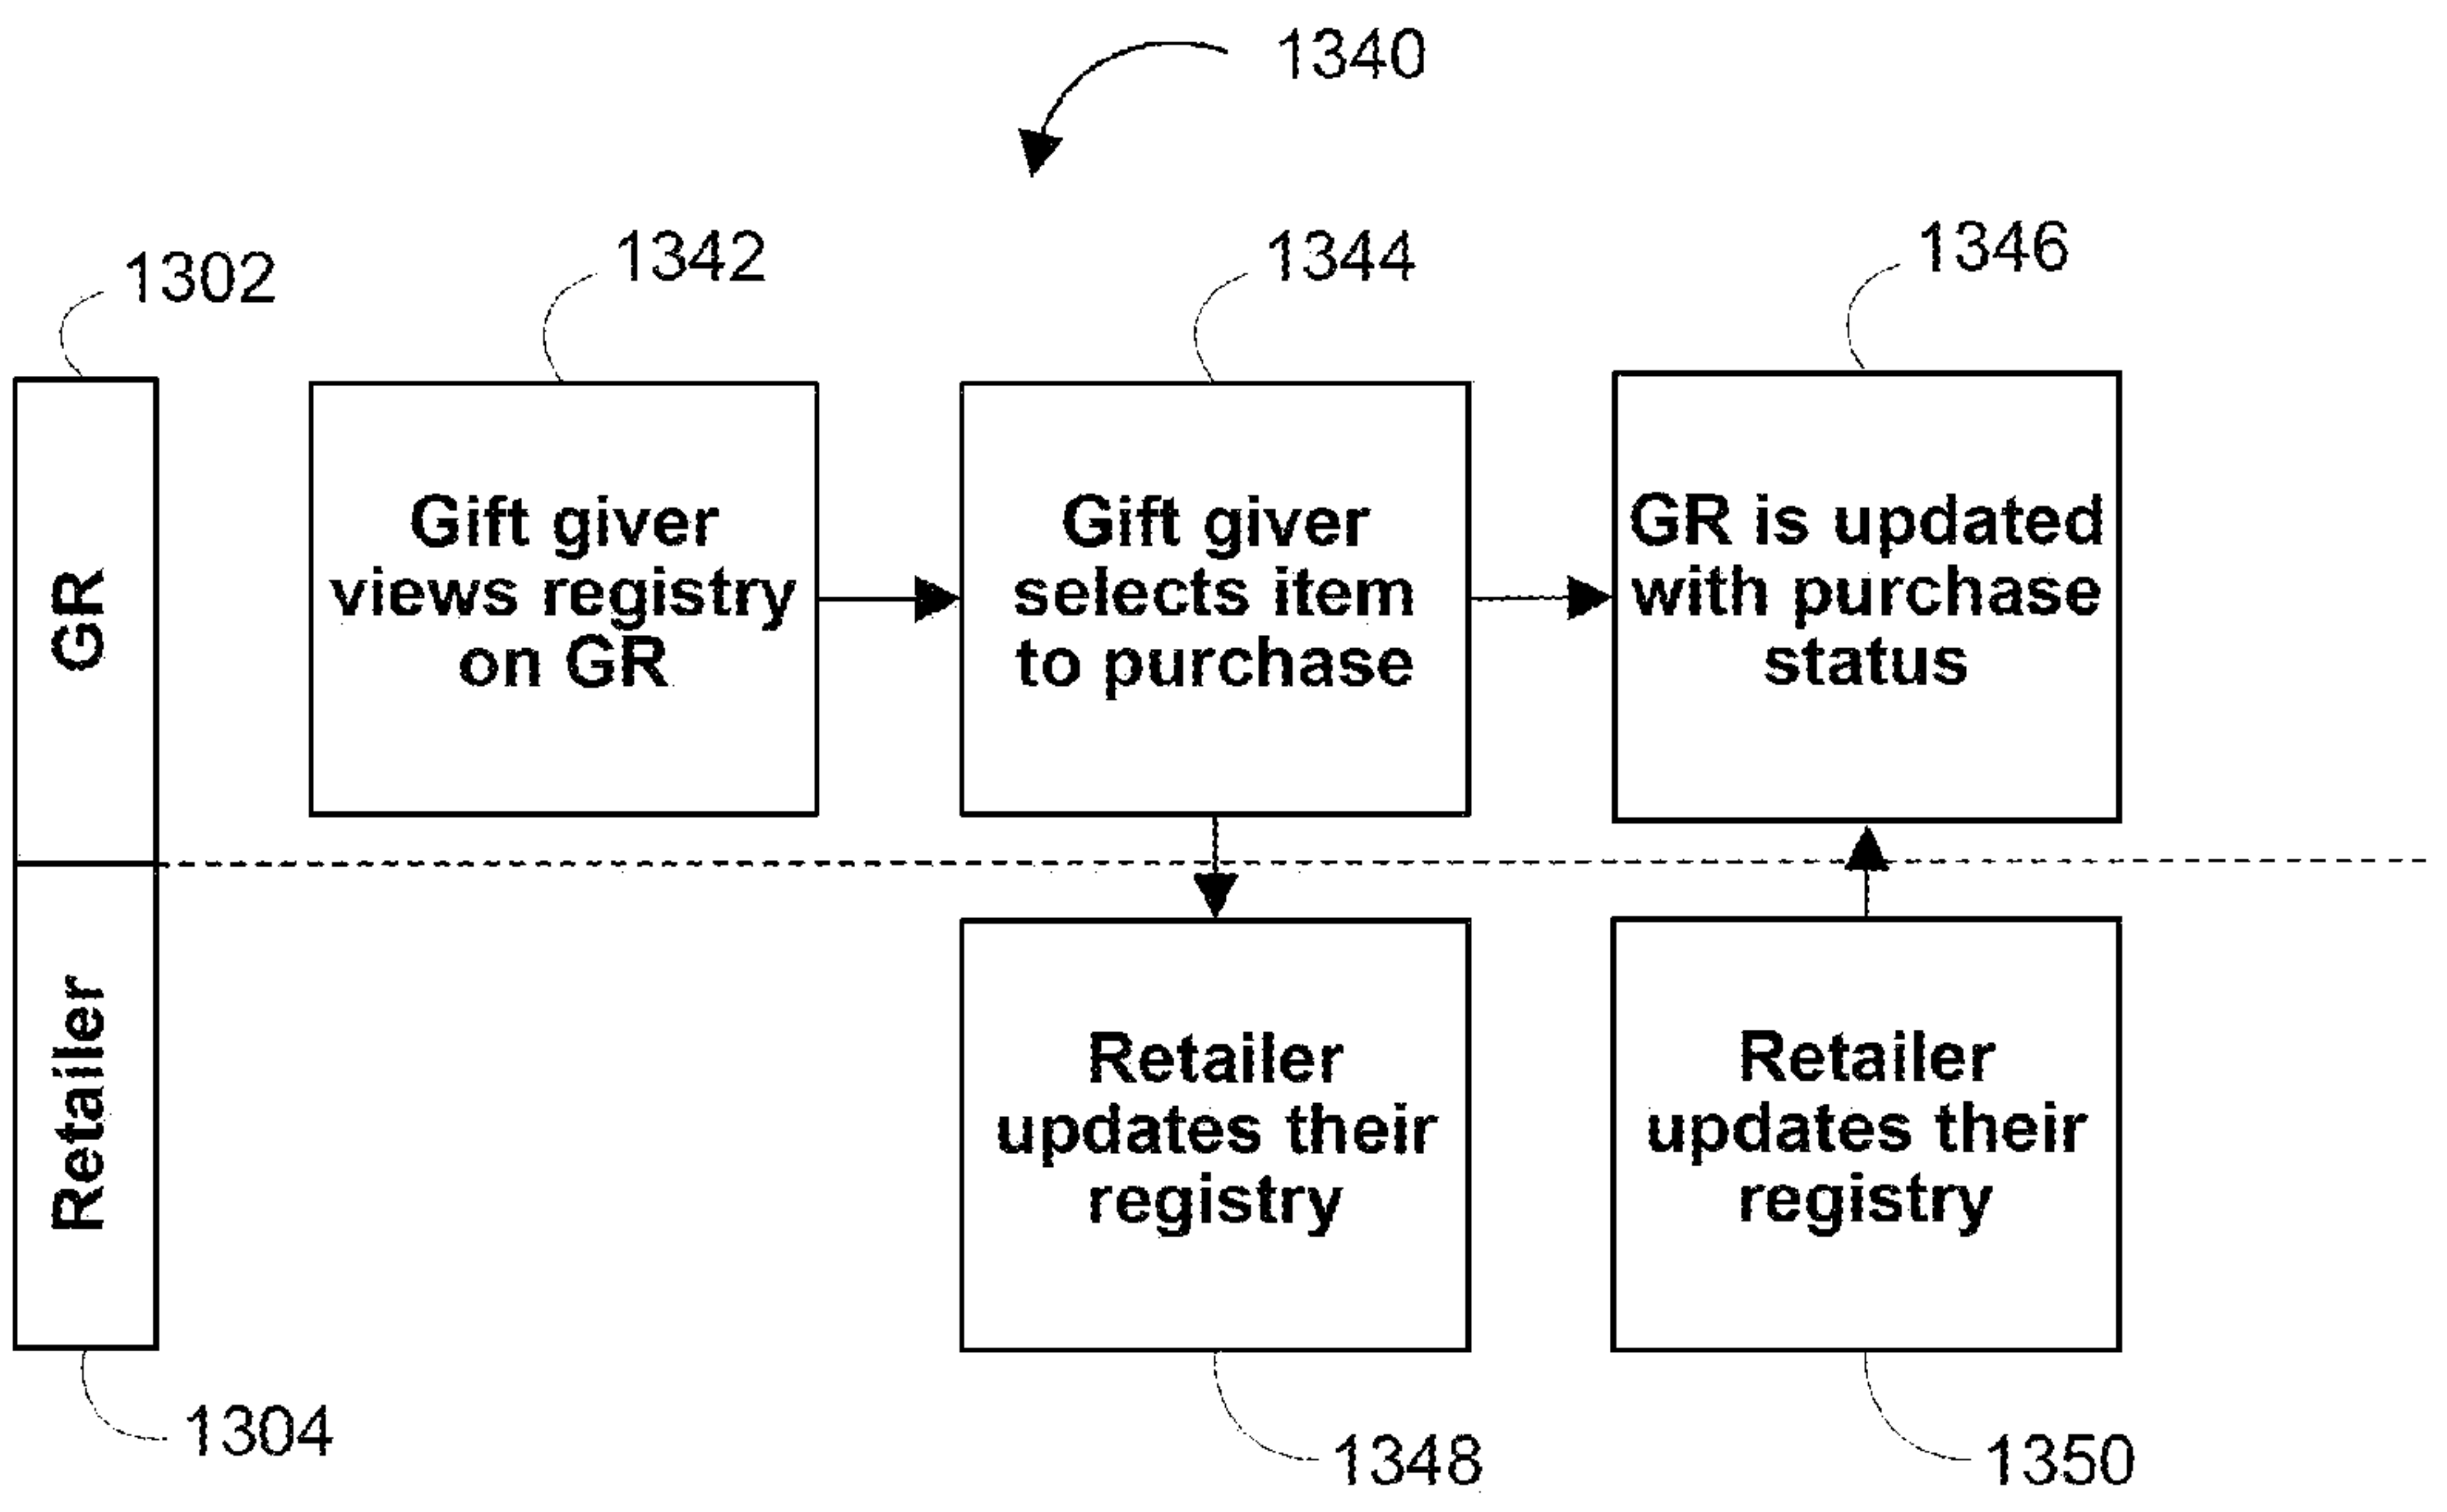 1340
1302
1342
1344
1346
GR
Gift giver
views registry
on GR
Gift giver
selects item
to purchase
GR is updated
with purchase
status
Retailer
Retailer
updates their
registry
Retailer
updates their
registry
1304
1348
1350